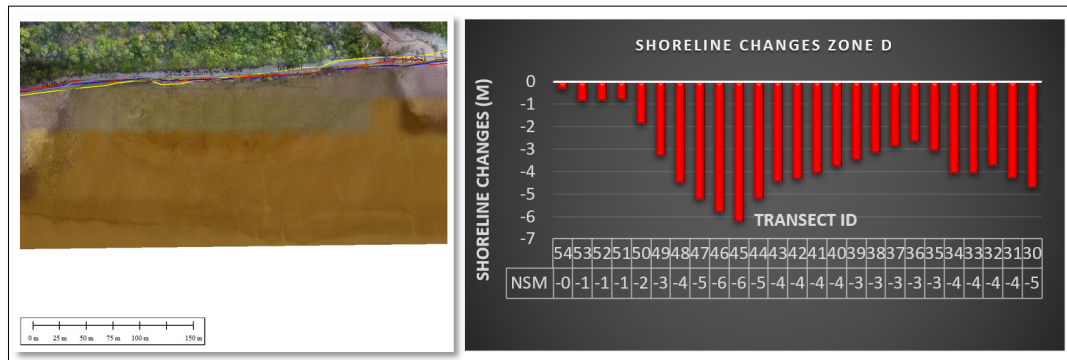 0 m 25 m 50 m 75 m 100 m 150 m
SHORELINE CHANGES ZONE D
SHORELINE CHANGES (M)
0
-1
-2
-3
-4
-5
-6
-7
TRANSECT ID
54 53 52 51 50 49 48 47 46 45 44 43 42 41 40 39 38 37 36 35 34 33 32 31 30
NSM -0 -1 -1 -1 -2 -3 -4 -5 -6 -6 -5 -4 -4 -4 -4 -3 -3 -3 -3 -3 -4 -4 -4 -4 -5